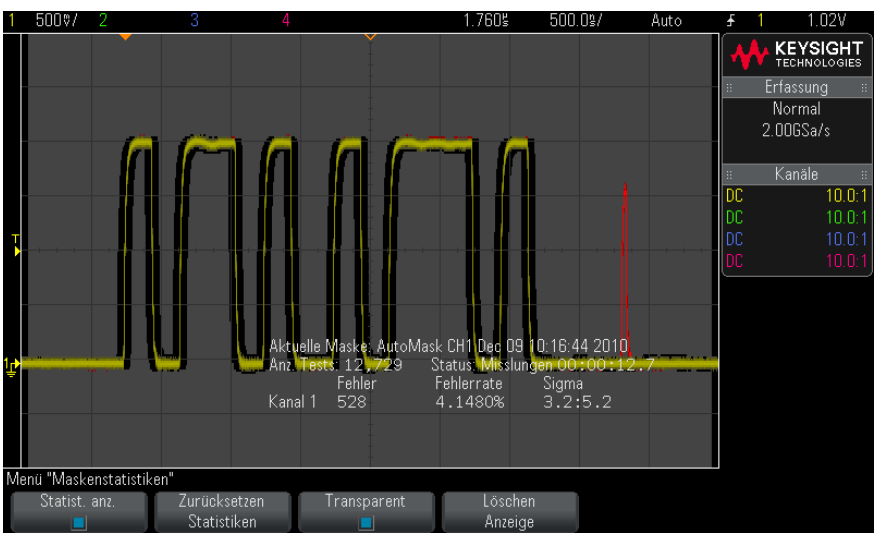 1 500mV/ 2 3 4 1.760us 500.0ns/ Auto 1 1.02V
KEYSIGHT
TECHNOLOGIES
Erfassung
Normal
2.00GSa/s
Kanäle
DC 10.0:1
DC 10.0:1
DC 10.0:1
DC 10.0:1
T
1
Aktuelle Maske: AutoMask CH1 Dec 09 10:16:44 2010
Anz. Tests: 12,729 Status: Misslungen 00:00:12.7
Fehler Fehlerrate Sigma
Kanal 1 528 4.1480% 3.2:5.2
Menü "Maskenstatistiken"
Statist. anz. Zurücksetzen Transparent Löschen
Statistiken Anzeige